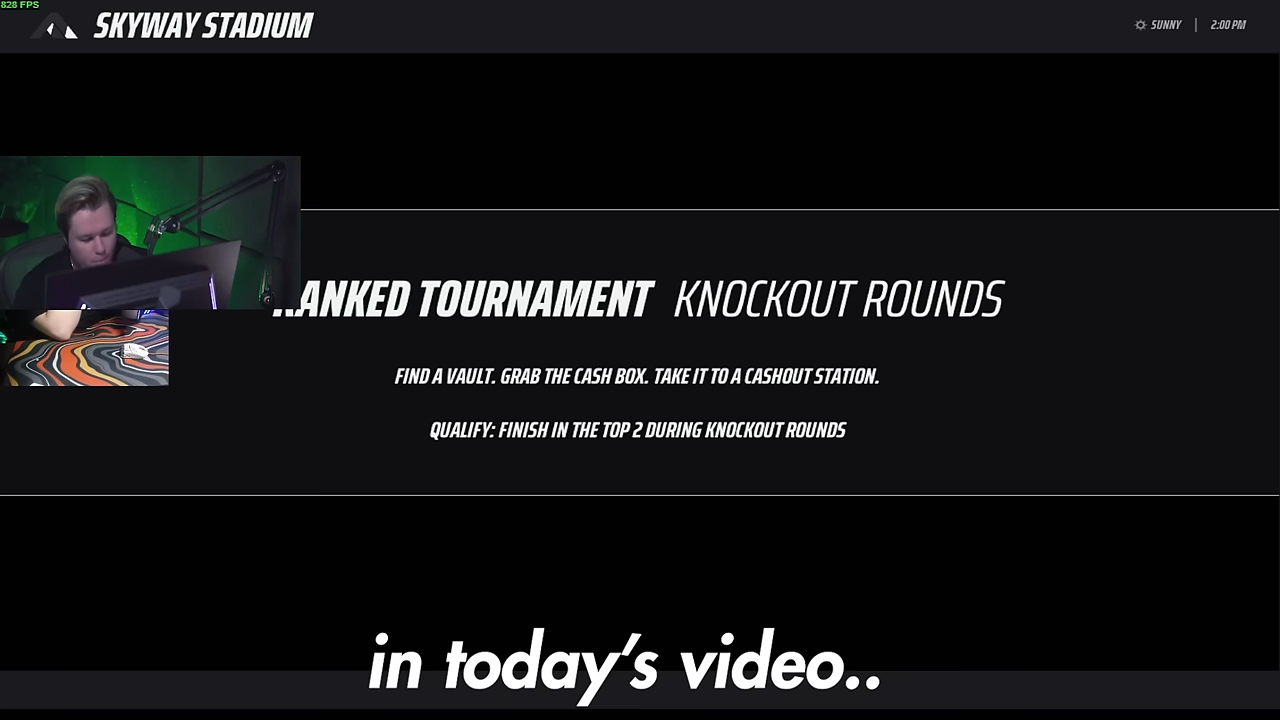 828 FPS
SKYWAY STADIUM
SUNNY | 2:00 PM
RANKED TOURNAMENT KNOCKOUT ROUNDS
FIND A VAULT. GRAB THE CASH BOX. TAKE IT TO A CASHOUT STATION.
QUALIFY: FINISH IN THE TOP 2 DURING KNOCKOUT ROUNDS
in today's video..